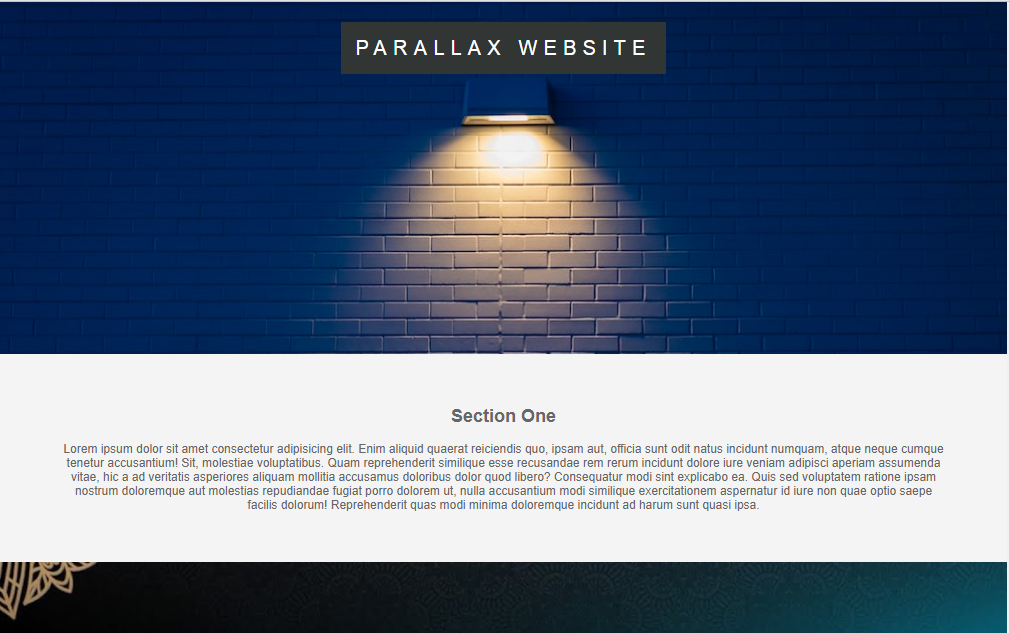 PARALLAX WEBSITE
Section One
Lorem ipsum dolor sit amet consectetur adipisicing elit. Enim aliquid quaerat reiciendis quo, ipsam aut, officia sunt odit natus incidunt numquam, atque neque cumque
tenetur accusantium! Sit, molestiae voluptatibus. Quam reprehenderit similique esse recusandae rem rerum incidunt dolore iure veniam adipisci aperiam assumenda
vitae, hic a ad veritatis asperiores aliquam mollitia accusamus doloribus dolor quod libero? Consequatur modi sint explicabo ea. Quis sed voluptatem ratione ipsam
nostrum doloremque aut molestias repudiandae fugiat porro dolorem ut, nulla accusantium modi similique exercitationem aspernatur id iure non quae optio saepe
facilis dolorum! Reprehenderit quas modi minima doloremque incidunt ad harum sunt quasi ipsa.